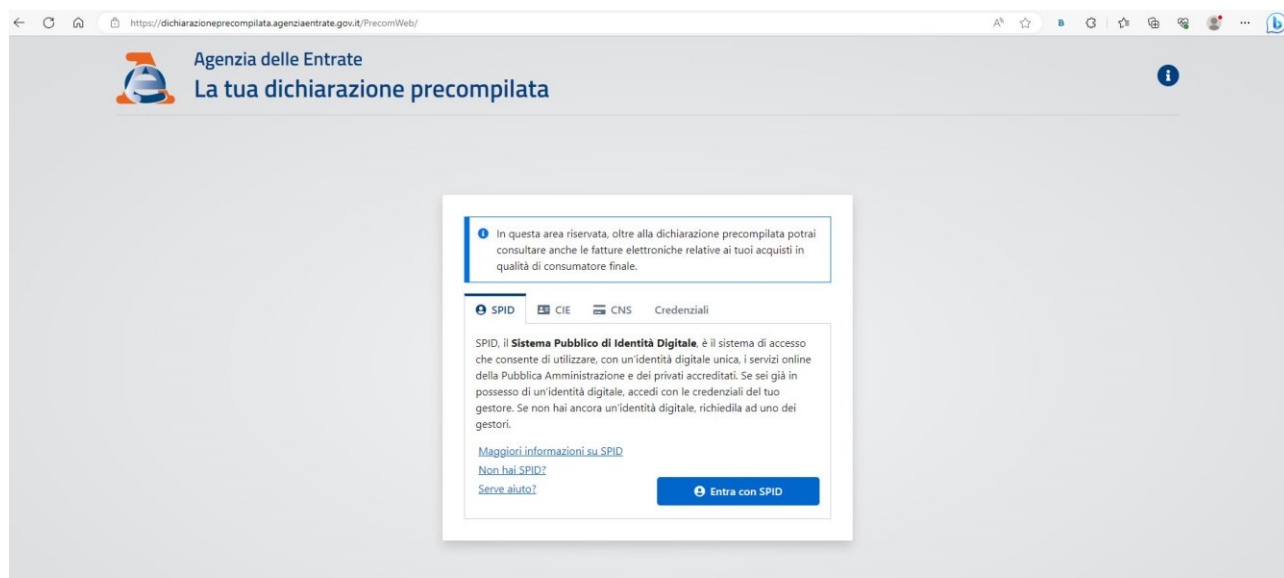 https://dichiarazioneprecompilata.agenziaentrate.gov.it/PrecomWeb/
Agenzia delle Entrate
La tua dichiarazione precompilata
In questa area riservata, oltre alla dichiarazione precompilata potrai
consultare anche le fatture elettroniche relative ai tuoi acquisti in
qualità di consumatore finale.
SPID CIE CNS Credenziali
SPID, il Sistema Pubblico di Identità Digitale, è il sistema di accesso
che consente di utilizzare, con un'identità digitale unica, i servizi online
della Pubblica Amministrazione e dei privati accreditati. Se sei già in
possesso di un'identità digitale, accedi con le credenziali del tuo
gestore. Se non hai ancora un'identità digitale, richiedila ad uno dei
gestori.
Maggiori informazioni su SPID
Non hai SPID?
Serve aiuto?
Entra con SPID